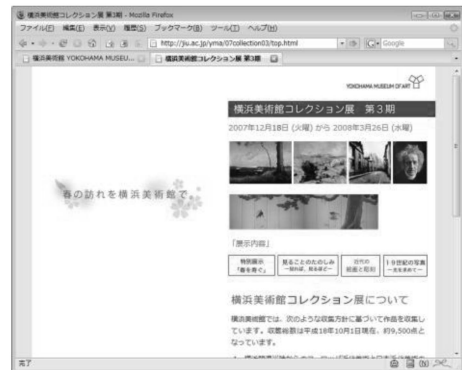 横浜美術館コレクション展 第3期 - Mozilla Firefox
ファイル(F) 編集(E) 表示(V) 履歴(S) ブックマーク(B) ツール(T) ヘルプ(H)
http://jiu.ac.jp/yma/07collection03/top.html
Google
横浜美術館 YOKOHAMA MUSEU...
横浜美術館コレクション展 第3期
YOKOHAMA MUSEUM OF ART
横浜美術館コレクション展 第3期
2007年12月18日 (火曜) から 2008年3月26日 (水曜)
春の訪れを横浜美術館で。
「展示内容」
特別展示
「春を青ぐ」
見ることのたのしみ
近代の
絵画と彫刻
19世紀の写真
横浜美術館コレクション展について
横浜美術館では、次のような収集方針に基づいて作品を収集し
ています。収蔵総数は平成18年10月1日現在、約9,500点と
なっています。
完了